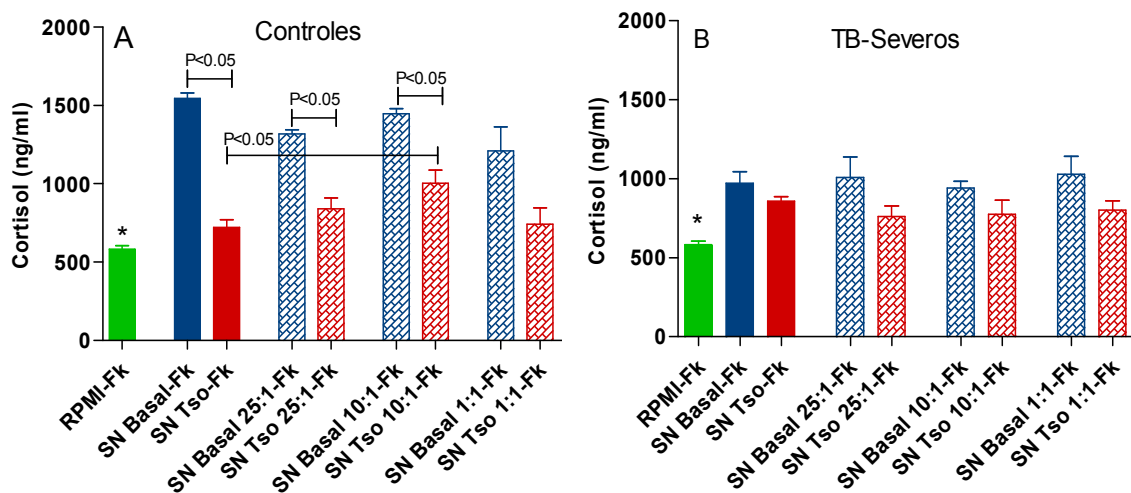 A
Controles
Cortisol (ng/ml)
2000
1500
1000
500
0
P<0.05
P<0.05
P<0.05
P<0.05
*
RPMI-Fk
SN Basal-Fk
SN Tso-Fk
SN Basal 25:1-Fk
SN Tso 25:1-Fk
SN Basal 10:1-Fk
SN Tso 10:1-Fk
SN Basal 1:1-Fk
SN Tso 1:1-Fk
B
TB-Severos
Cortisol (ng/ml)
2000
1500
1000
500
0
*
RPMI-Fk
SN Basal-Fk
SN Tso-Fk
SN Basal 25:1-Fk
SN Tso 25:1-Fk
SN Basal 10:1-Fk
SN Tso 10:1-Fk
SN Basal 1:1-Fk
SN Tso 1:1-Fk